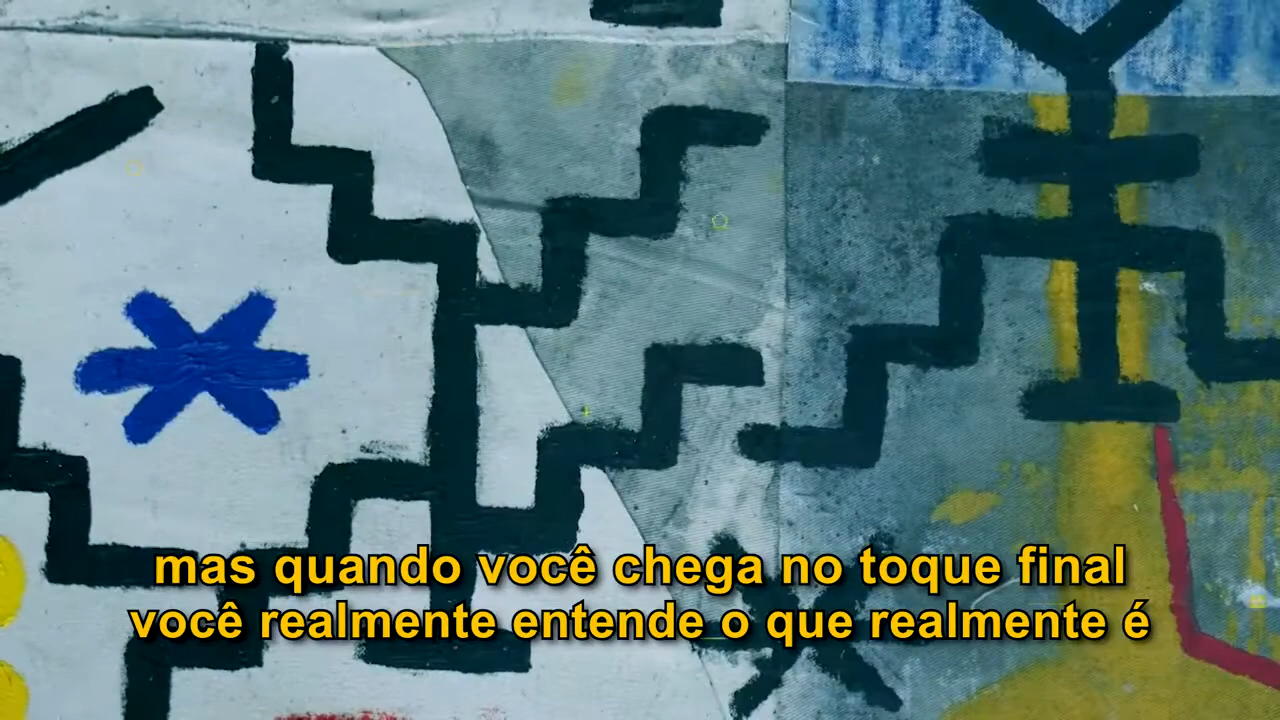 mas quando você chega no toque final
você realmente entende o que realmente é